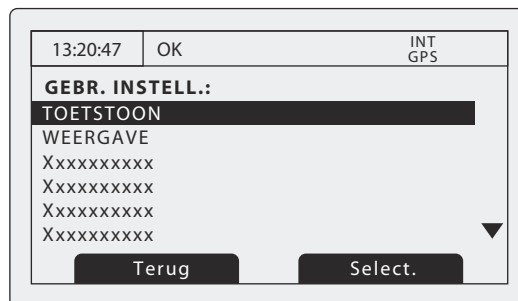 13:20:47 OK INT
GPS
GEBR. INSTELL.:
TOETSTOON
WEERGAVE
Xxxxxxxxxx
Xxxxxxxxxx
Xxxxxxxxxx
Xxxxxxxxxx
Terug Select.